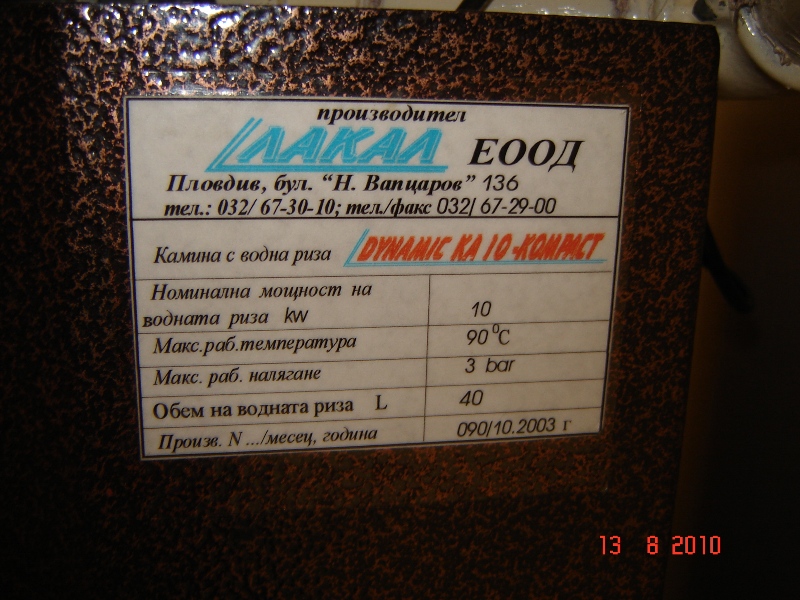 производител
ЛАКАЛ ЕООД
Пловдив, бул. "Н. Вапцаров" 136
тел.: 032/ 67-30-10; тел./факс 032/ 67-29-00
Камина с водна риза DYNAMIC KA 10-KOMPACT
Номинална мощност на
водната риза kw 10
Макс.раб.температура 90 ⁰C
Макс. раб. налягане 3 bar
Обем на водната риза L 40
Произв. N .../месец, година 090/10.2003 г
13 8 2010